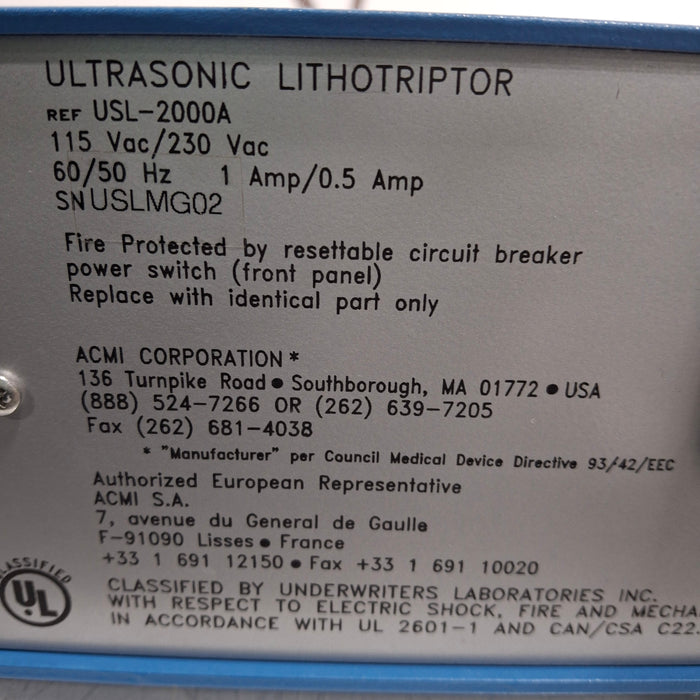 ULTRASONIC LITHOTRIPTOR
REF USL-2000A
115 Vac/230 Vac
60/50 Hz 1 Amp/0.5 Amp
SN USLMG02
Fire Protected by resettable circuit breaker
power switch (front panel)
Replace with identical part only
ACMI CORPORATION *
136 Turnpike Road • Southborough, MA 01772 • USA
(888) 524-7266 OR (262) 639-7205
Fax (262) 681-4038
* "Manufacturer" per Council Medical Device Directive 93/42/EEC
Authorized European Representative
ACMI S.A.
7, avenue du General de Gaulle
F-91090 Lisses • France
+33 1 691 12150 • Fax +33 1 691 10020
CLASSIFIED
UL
CLASSIFIED BY UNDERWRITERS LABORATORIES INC.
WITH RESPECT TO ELECTRIC SHOCK, FIRE AND MECHA
IN ACCORDANCE WITH UL 2601-1 AND CAN/CSA C22.